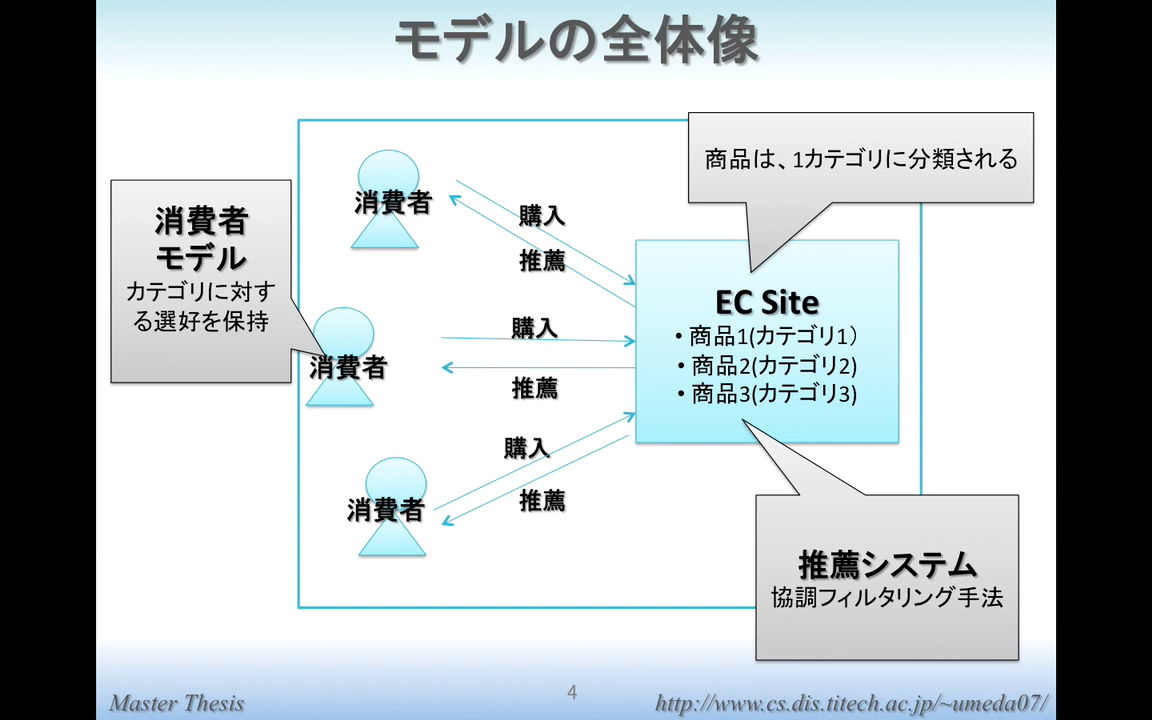 モデルの全体像
商品は、1カテゴリに分類される
消費者
モデル
カテゴリに対す
る選好を保持
消費者
購入
推薦
消費者
購入
推薦
消費者
購入
推薦
EC Site
• 商品1(カテゴリ1）
• 商品2(カテゴリ2)
• 商品3(カテゴリ3)
推薦システム
協調フィルタリング手法
Master Thesis
4
http://www.cs.dis.titech.ac.jp/~umeda07/